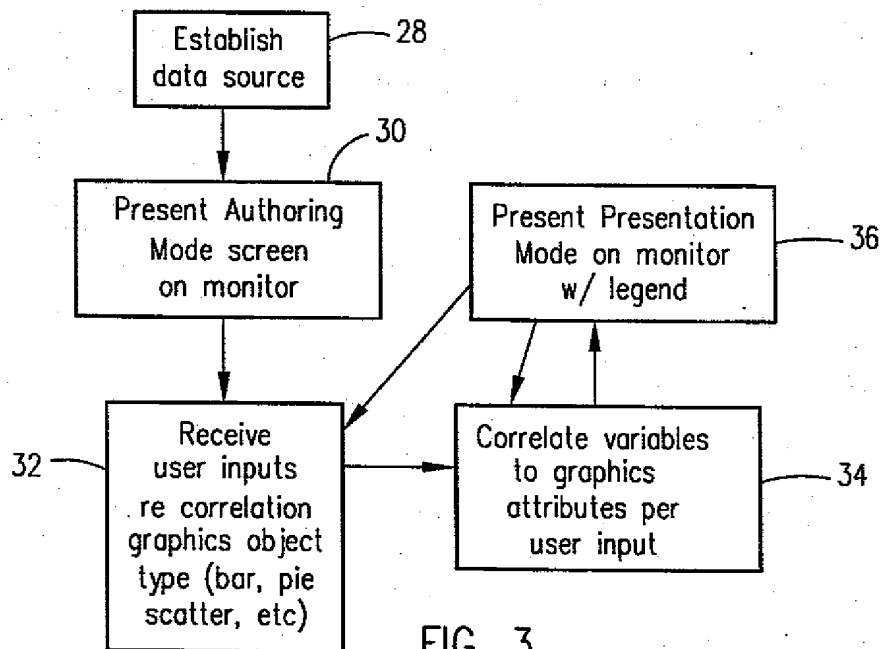 Establish
data source
28
30
Present Authoring
Mode screen
on monitor
Present Presentation
Mode on monitor
w/ legend
36
32
Receive
user inputs
re correlation
graphics object
type (bar, pie
scatter, etc)
Correlate variables
to graphics
attributes per
user input
34
FIG. 3